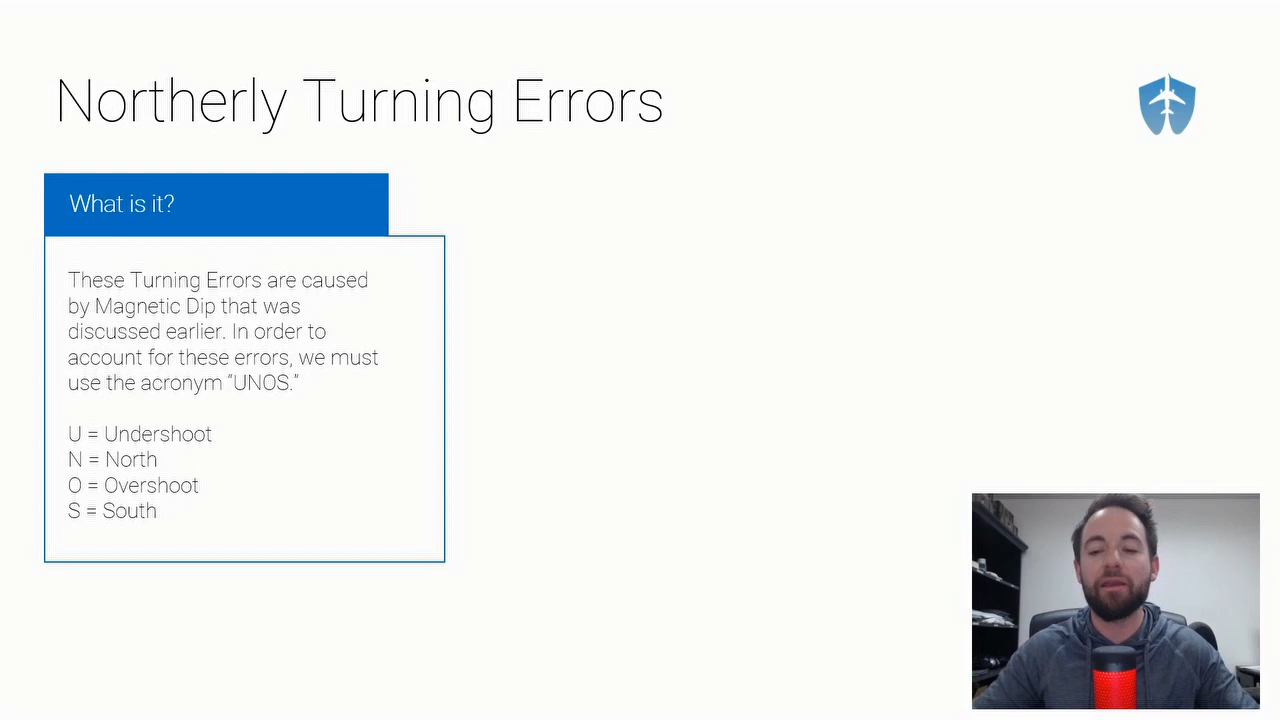 Northerly Turning Errors
What is it?
These Turning Errors are caused
by Magnetic Dip that was
discussed earlier. In order to
account for these errors, we must
use the acronym “UNOS.”
U = Undershoot
N = North
O = Overshoot
S = South